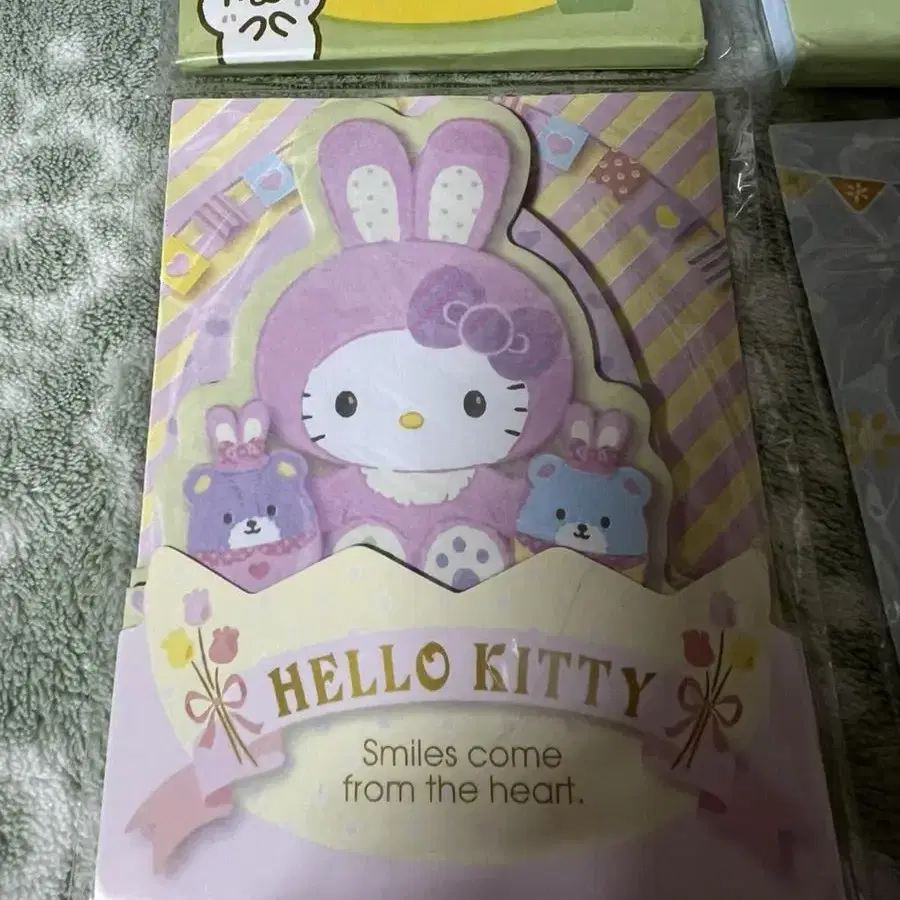 HELLO KITTY
Smiles come
from the heart.